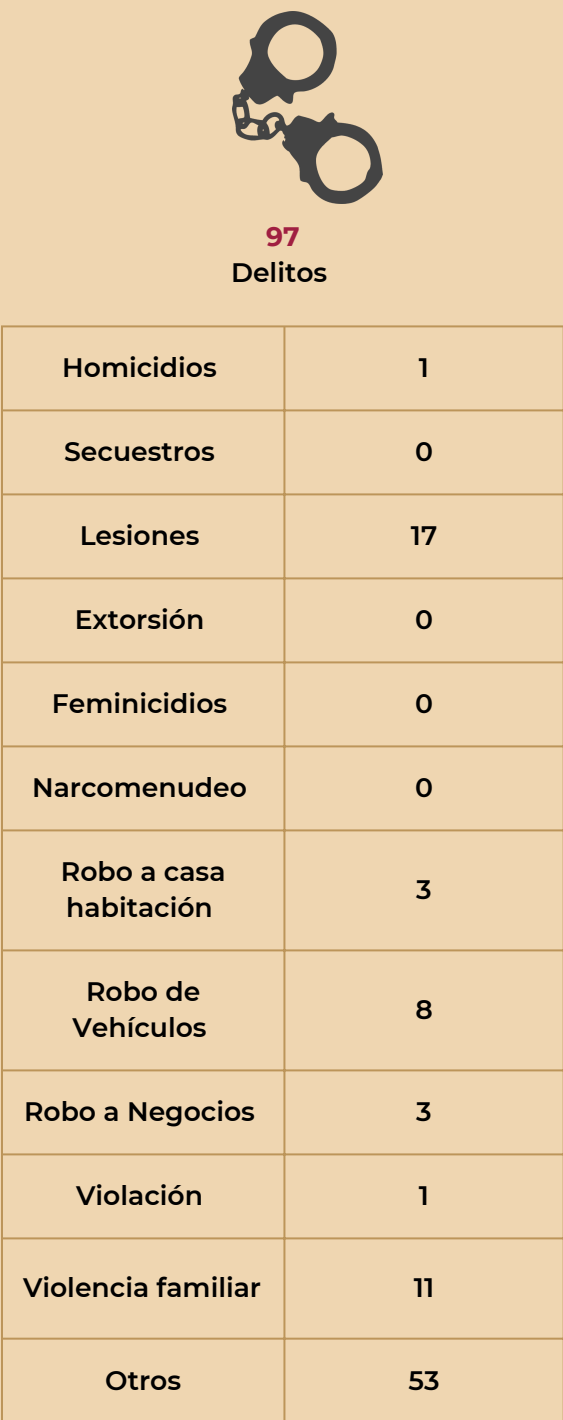 97
Delitos
Homicidios 1
Secuestros 0
Lesiones 17
Extorsión 0
Feminicidios 0
Narcomenudeo 0
Robo a casa
habitación 3
Robo de
Vehículos 8
Robo a Negocios 3
Violación 1
Violencia familiar 11
Otros 53